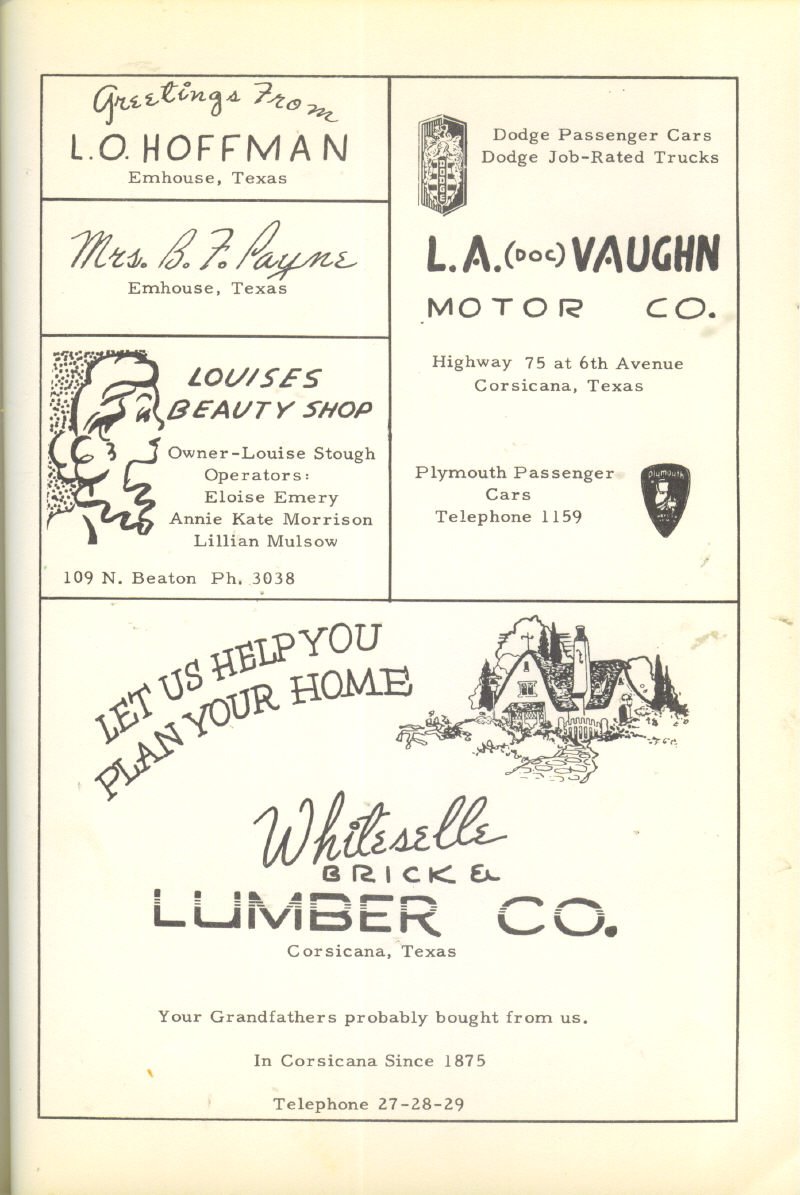 Greetings From
L.O. HOFFMAN
Emhouse, Texas
Mrs. B. F. Payne
Emhouse, Texas
LOUISES
BEAUTY SHOP
Owner-Louise Stough
Operators:
Eloise Emery
Annie Kate Morrison
Lillian Mulsow
109 N. Beaton Ph. 3038
DODGE
Dodge Passenger Cars
Dodge Job-Rated Trucks
L.A. (DOC) VAUGHN
MOTOR CO.
Highway 75 at 6th Avenue
Corsicana, Texas
Plymouth Passenger
Cars
Telephone 1159
Plymouth
LET US HELP YOU
PLAN YOUR HOME
Whiteselle
BRICK &
LUMBER CO.
Corsicana, Texas
Your Grandfathers probably bought from us.
In Corsicana Since 1875
Telephone 27-28-29